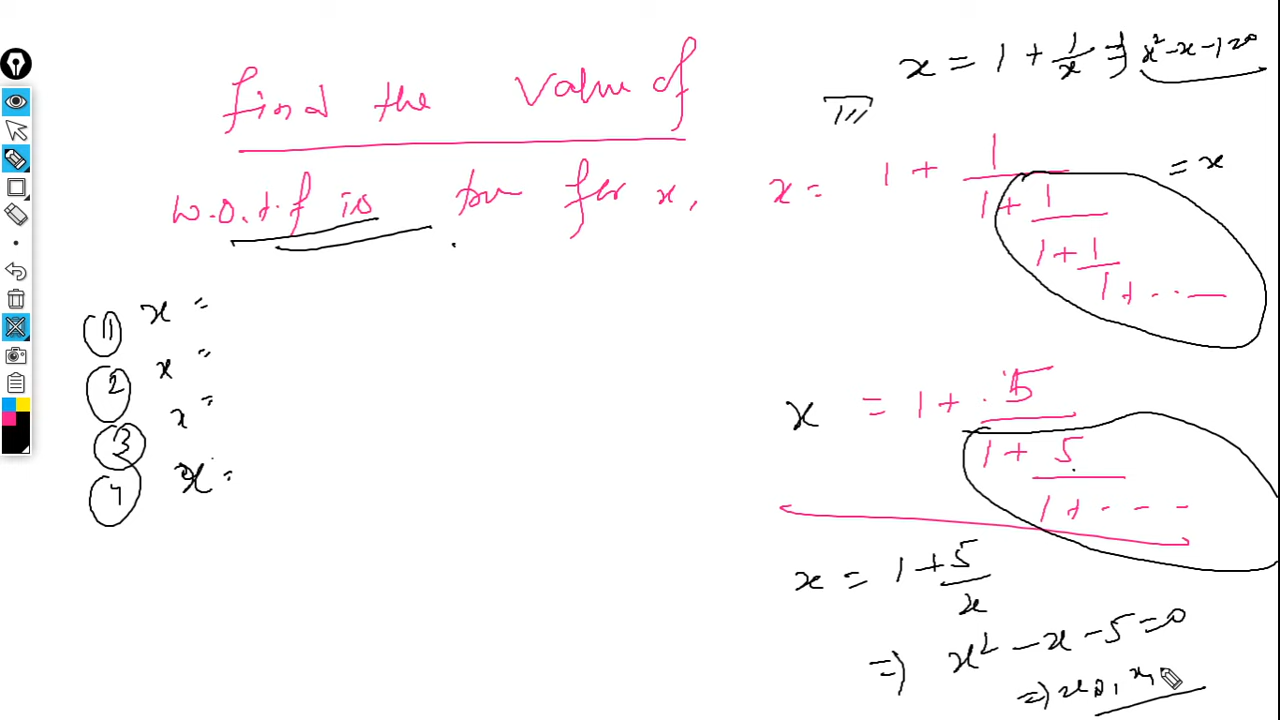 Find the value of
w.o.t.f is true for x, x = 1 + 1/(1 + 1/(1 + 1/(1 + ... —
= x
x = 1 + 1/x ⇒ x² - x - 1 = 0
① x =
② x =
③ x =
④ x =
x = 1 + 5/(1 + 5/(1 + - - -
x = 1 + 5/x
⇒ x² - x - 5 = 0
⇒